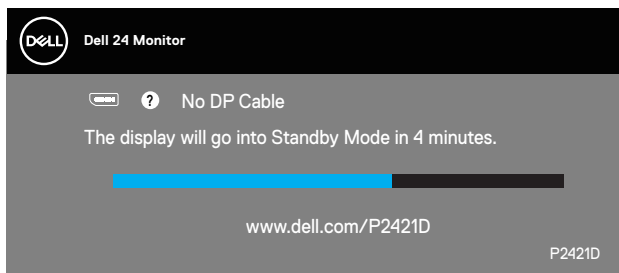 DELL
Dell 24 Monitor
? No DP Cable
The display will go into Standby Mode in 4 minutes.
www.dell.com/P2421D
P2421D